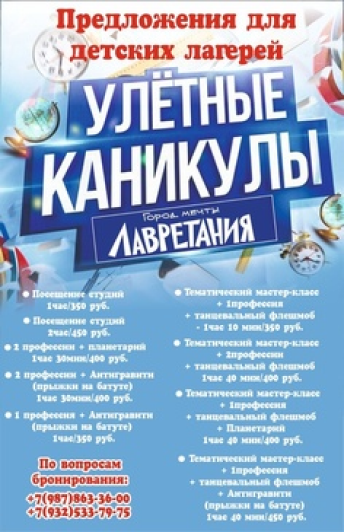 Предложения для
детских лагерей
УЛЁТНЫЕ
КАНИКУЛЫ
ГОРОД МЕЧТЫ
ЛАВРЕТАНИЯ
Посещение студий
1час/350 руб.
Посещение студий
2час/450 руб.
2 профессии + планетарий
1час 30мин/400 руб.
2 профессии + Антигравити
(прыжки на батуте)
1час 30мин/400 руб.
1 профессия + Антигравити
(прыжки на батуте)
1час/350 руб.
По вопросам
бронирования:
+7(987)863-36-00
+7(932)533-79-75
Тематический мастер-класс
+ 1профессия
+ танцевальный флешмоб
- 1час 10 мин/350 руб.
Тематический мастер-класс
+ 2профессии
+ танцевальный флешмоб
1час 40 мин/400 руб.
Тематический мастер-класс
+ 1профессия
+ танцевальный флешмоб
+ Планетарий
1час 40 мин/400 руб.
Тематический мастер-класс
+ 1профессия
+ танцевальный флешмоб
+ Антигравити
(прыжки на батуте)
1час 40 мин/450 руб.